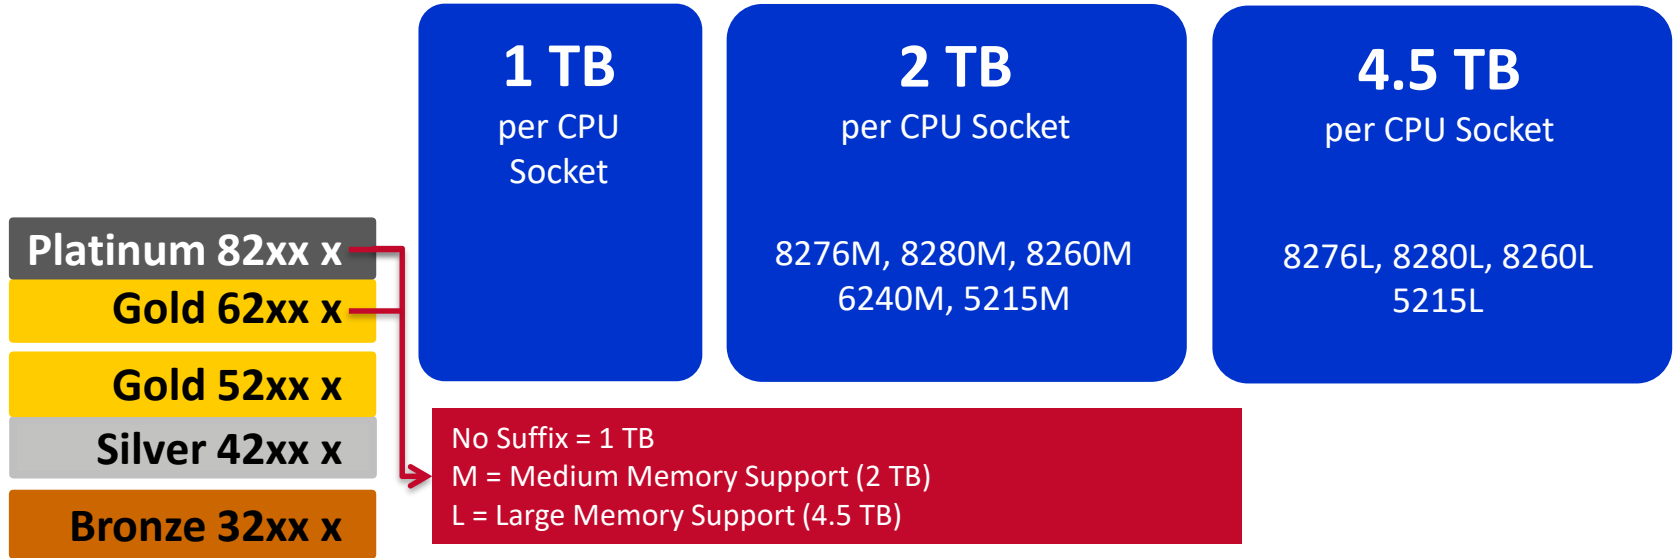 1 TB
per CPU
Socket
2 TB
per CPU Socket
8276M, 8280M, 8260M
6240M, 5215M
4.5 TB
per CPU Socket
8276L, 8280L, 8260L
5215L
Platinum 82xx x
Gold 62xx x
Gold 52xx x
Silver 42xx x
Bronze 32xx x
No Suffix = 1 TB
M = Medium Memory Support (2 TB)
L = Large Memory Support (4.5 TB)